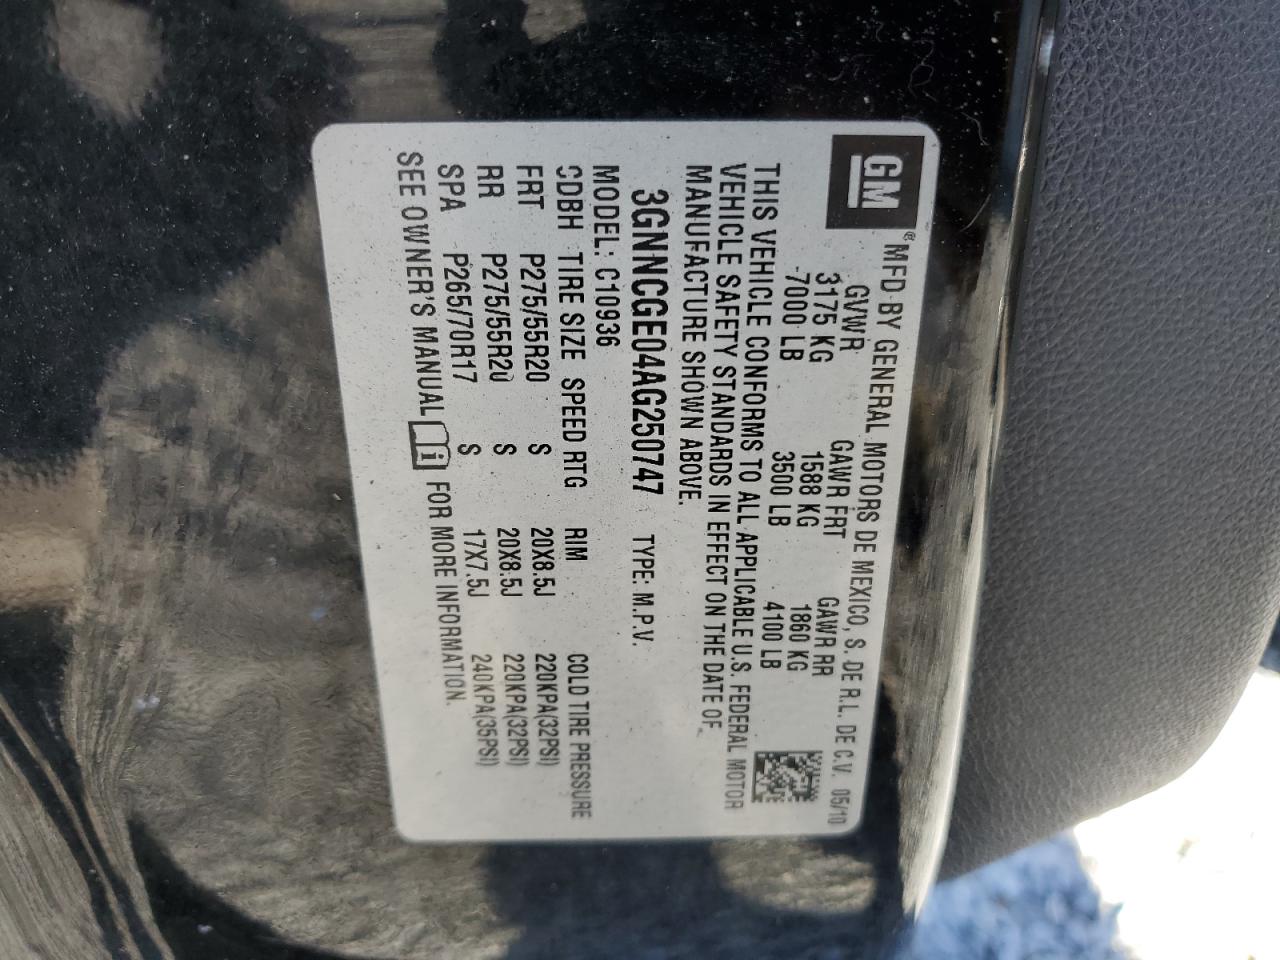 GM® MFD BY GENERAL MOTORS DE MEXICO, S. DE R.L. DE C.V. 05/10
GVWR GAWR FRT GAWR RR
3175 KG 1588 KG 1860 KG
7000 LB 3500 LB 4100 LB
THIS VEHICLE CONFORMS TO ALL APPLICABLE U.S. FEDERAL MOTOR
VEHICLE SAFETY STANDARDS IN EFFECT ON THE DATE OF
MANUFACTURE SHOWN ABOVE.
3GNNCGE04AG250747 TYPE: M.P.V.
MODEL: C10936
CDBH TIRE SIZE SPEED RTG RIM COLD TIRE PRESSURE
FRT P275/55R20 S 20X8.5J 220KPA(32PSI)
RR P275/55R20 S 20X8.5J 220KPA(32PSI)
SPA P265/70R17 S 17X7.5J 240KPA(35PSI)
SEE OWNER'S MANUAL i FOR MORE INFORMATION.